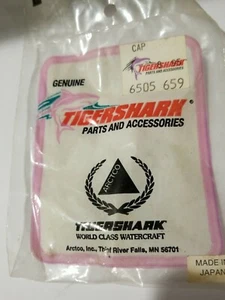 CAP
GENUINE
TIGERSHARK
PARTS AND ACCESSORIES
6505 659
TIGERSHARK
PARTS AND ACCESSORIES
ARCTCO
TIGERSHARK
WORLD CLASS WATERCRAFT
Arctco, Inc., Thief River Falls, MN 56701
MADE IN
JAPAN